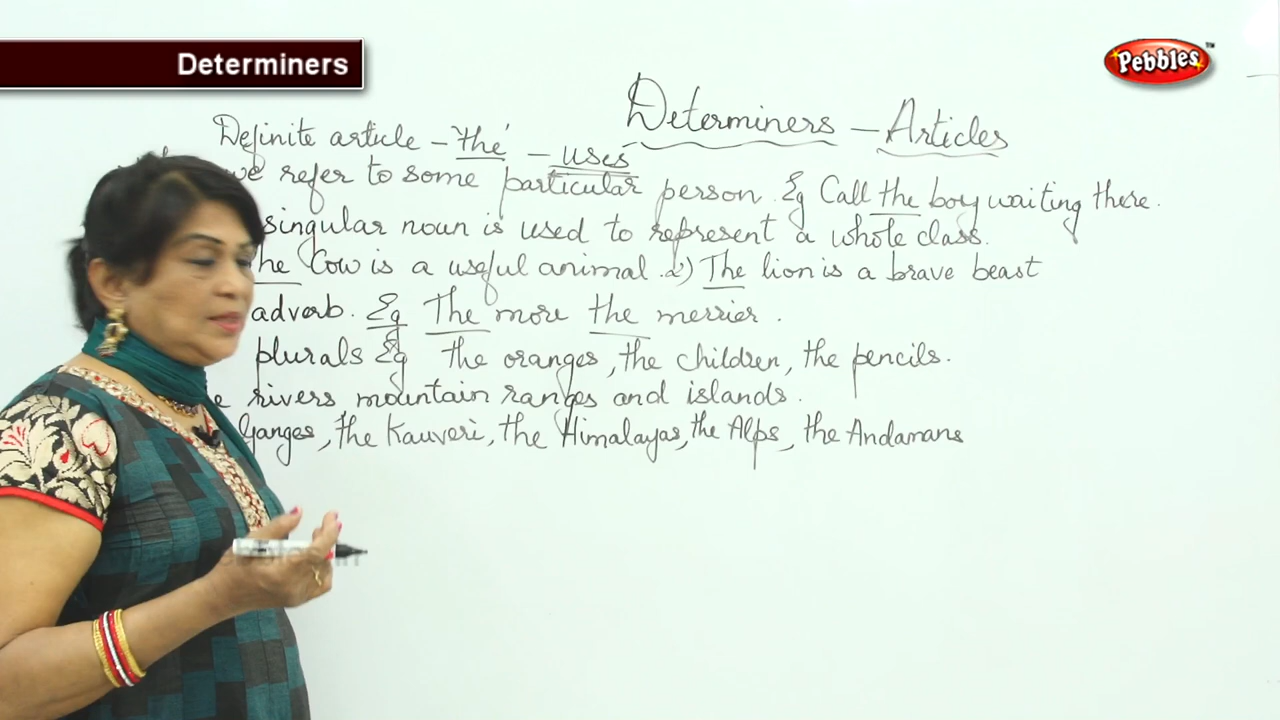 Determiners
Pebbles™
Determiners – Articles
Definite article – 'the' – uses
we refer to some particular person. Eg Call the boy waiting there.
singular noun is used to represent a whole class.
The Cow is a useful animal. 2) The lion is a brave beast
adverb. Eg The more the merrier.
plurals Eg the oranges, the children, the pencils.
rivers mountain ranges and islands.
Ganges, the Kauveri, the Himalayas, the Alps, the Andamans